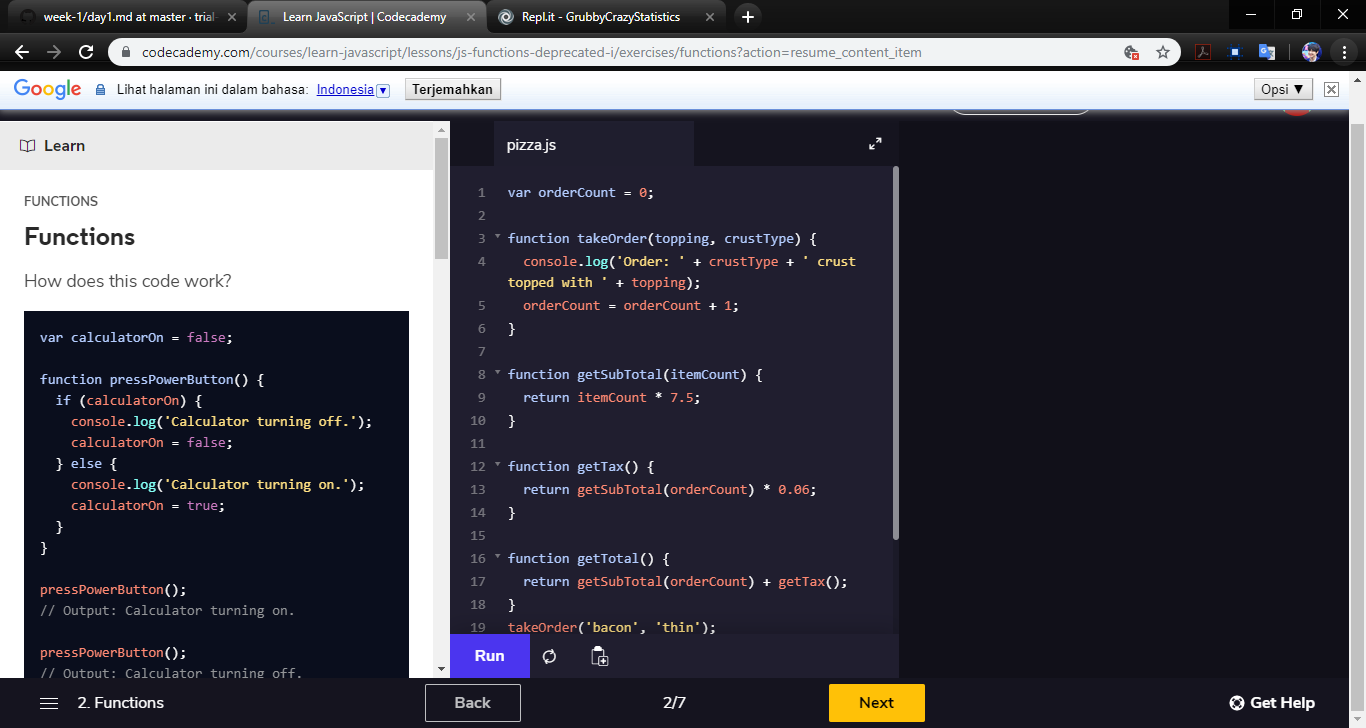 week-1/day1.md at master · trial-
Learn JavaScript | Codecademy
Repl.it - GrubbyCrazyStatistics
codecademy.com/courses/learn-javascript/lessons/js-functions-deprecated-i/exercises/functions?action=resume_content_item
Google
Lihat halaman ini dalam bahasa: Indonesia
Terjemahkan
Opsi ▼
Learn
FUNCTIONS
Functions
How does this code work?
var calculatorOn = false;
function pressPowerButton() {
if (calculatorOn) {
console.log('Calculator turning off.');
calculatorOn = false;
} else {
console.log('Calculator turning on.');
calculatorOn = true;
}
}
pressPowerButton();
// Output: Calculator turning on.
pressPowerButton();
// Output: Calculator turning off.
pizza.js
1 var orderCount = 0;
2
3 function takeOrder(topping, crustType) {
4 console.log('Order: ' + crustType + ' crust
topped with ' + topping);
5 orderCount = orderCount + 1;
6 }
7
8 function getSubTotal(itemCount) {
9 return itemCount * 7.5;
10 }
11
12 function getTax() {
13 return getSubTotal(orderCount) * 0.06;
14 }
15
16 function getTotal() {
17 return getSubTotal(orderCount) + getTax();
18 }
19 takeOrder('bacon', 'thin');
Run
2. Functions
Back
2/7
Next
Get Help